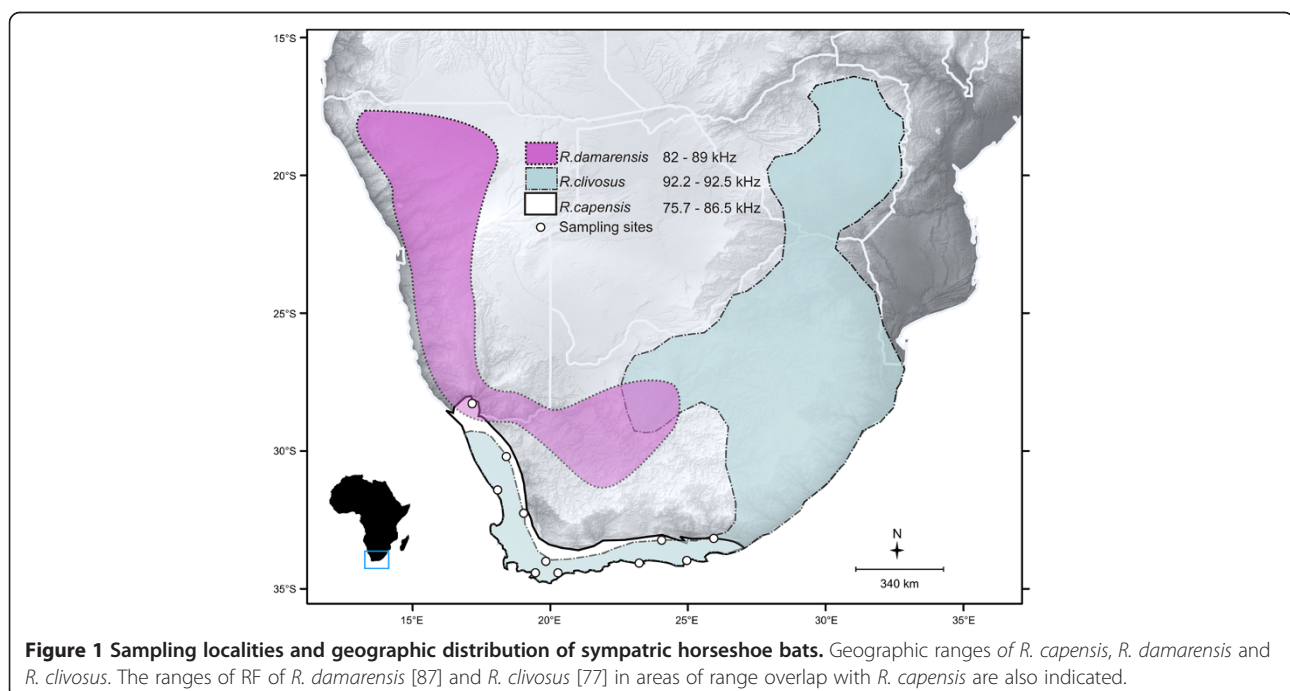 15°S
20°S
25°S
30°S
35°S
R.damarensis 82 - 89 kHz
R.clivosus 92.2 - 92.5 kHz
R.capensis 75.7 - 86.5 kHz
Sampling sites
N
340 km
15°E 20°E 25°E 30°E 35°E
Figure 1 Sampling localities and geographic distribution of sympatric horseshoe bats. Geographic ranges of R. capensis, R. damarensis and
R. clivosus. The ranges of RF of R. damarensis [87] and R. clivosus [77] in areas of range overlap with R. capensis are also indicated.